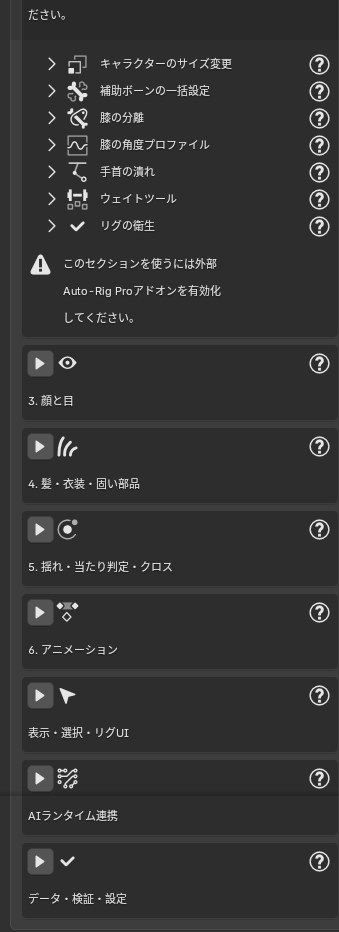 ださい。
キャラクターのサイズ変更
補助ボーンの一括設定
膝の分離
膝の角度プロファイル
手首の潰れ
ウェイトツール
リグの衛生
このセクションを使うには外部
Auto-Rig Proアドオンを有効化
してください。
3. 顔と目
4. 髪・衣装・固い部品
5. 揺れ・当たり判定・クロス
6. アニメーション
表示・選択・リグUI
AIランタイム連携
データ・検証・設定